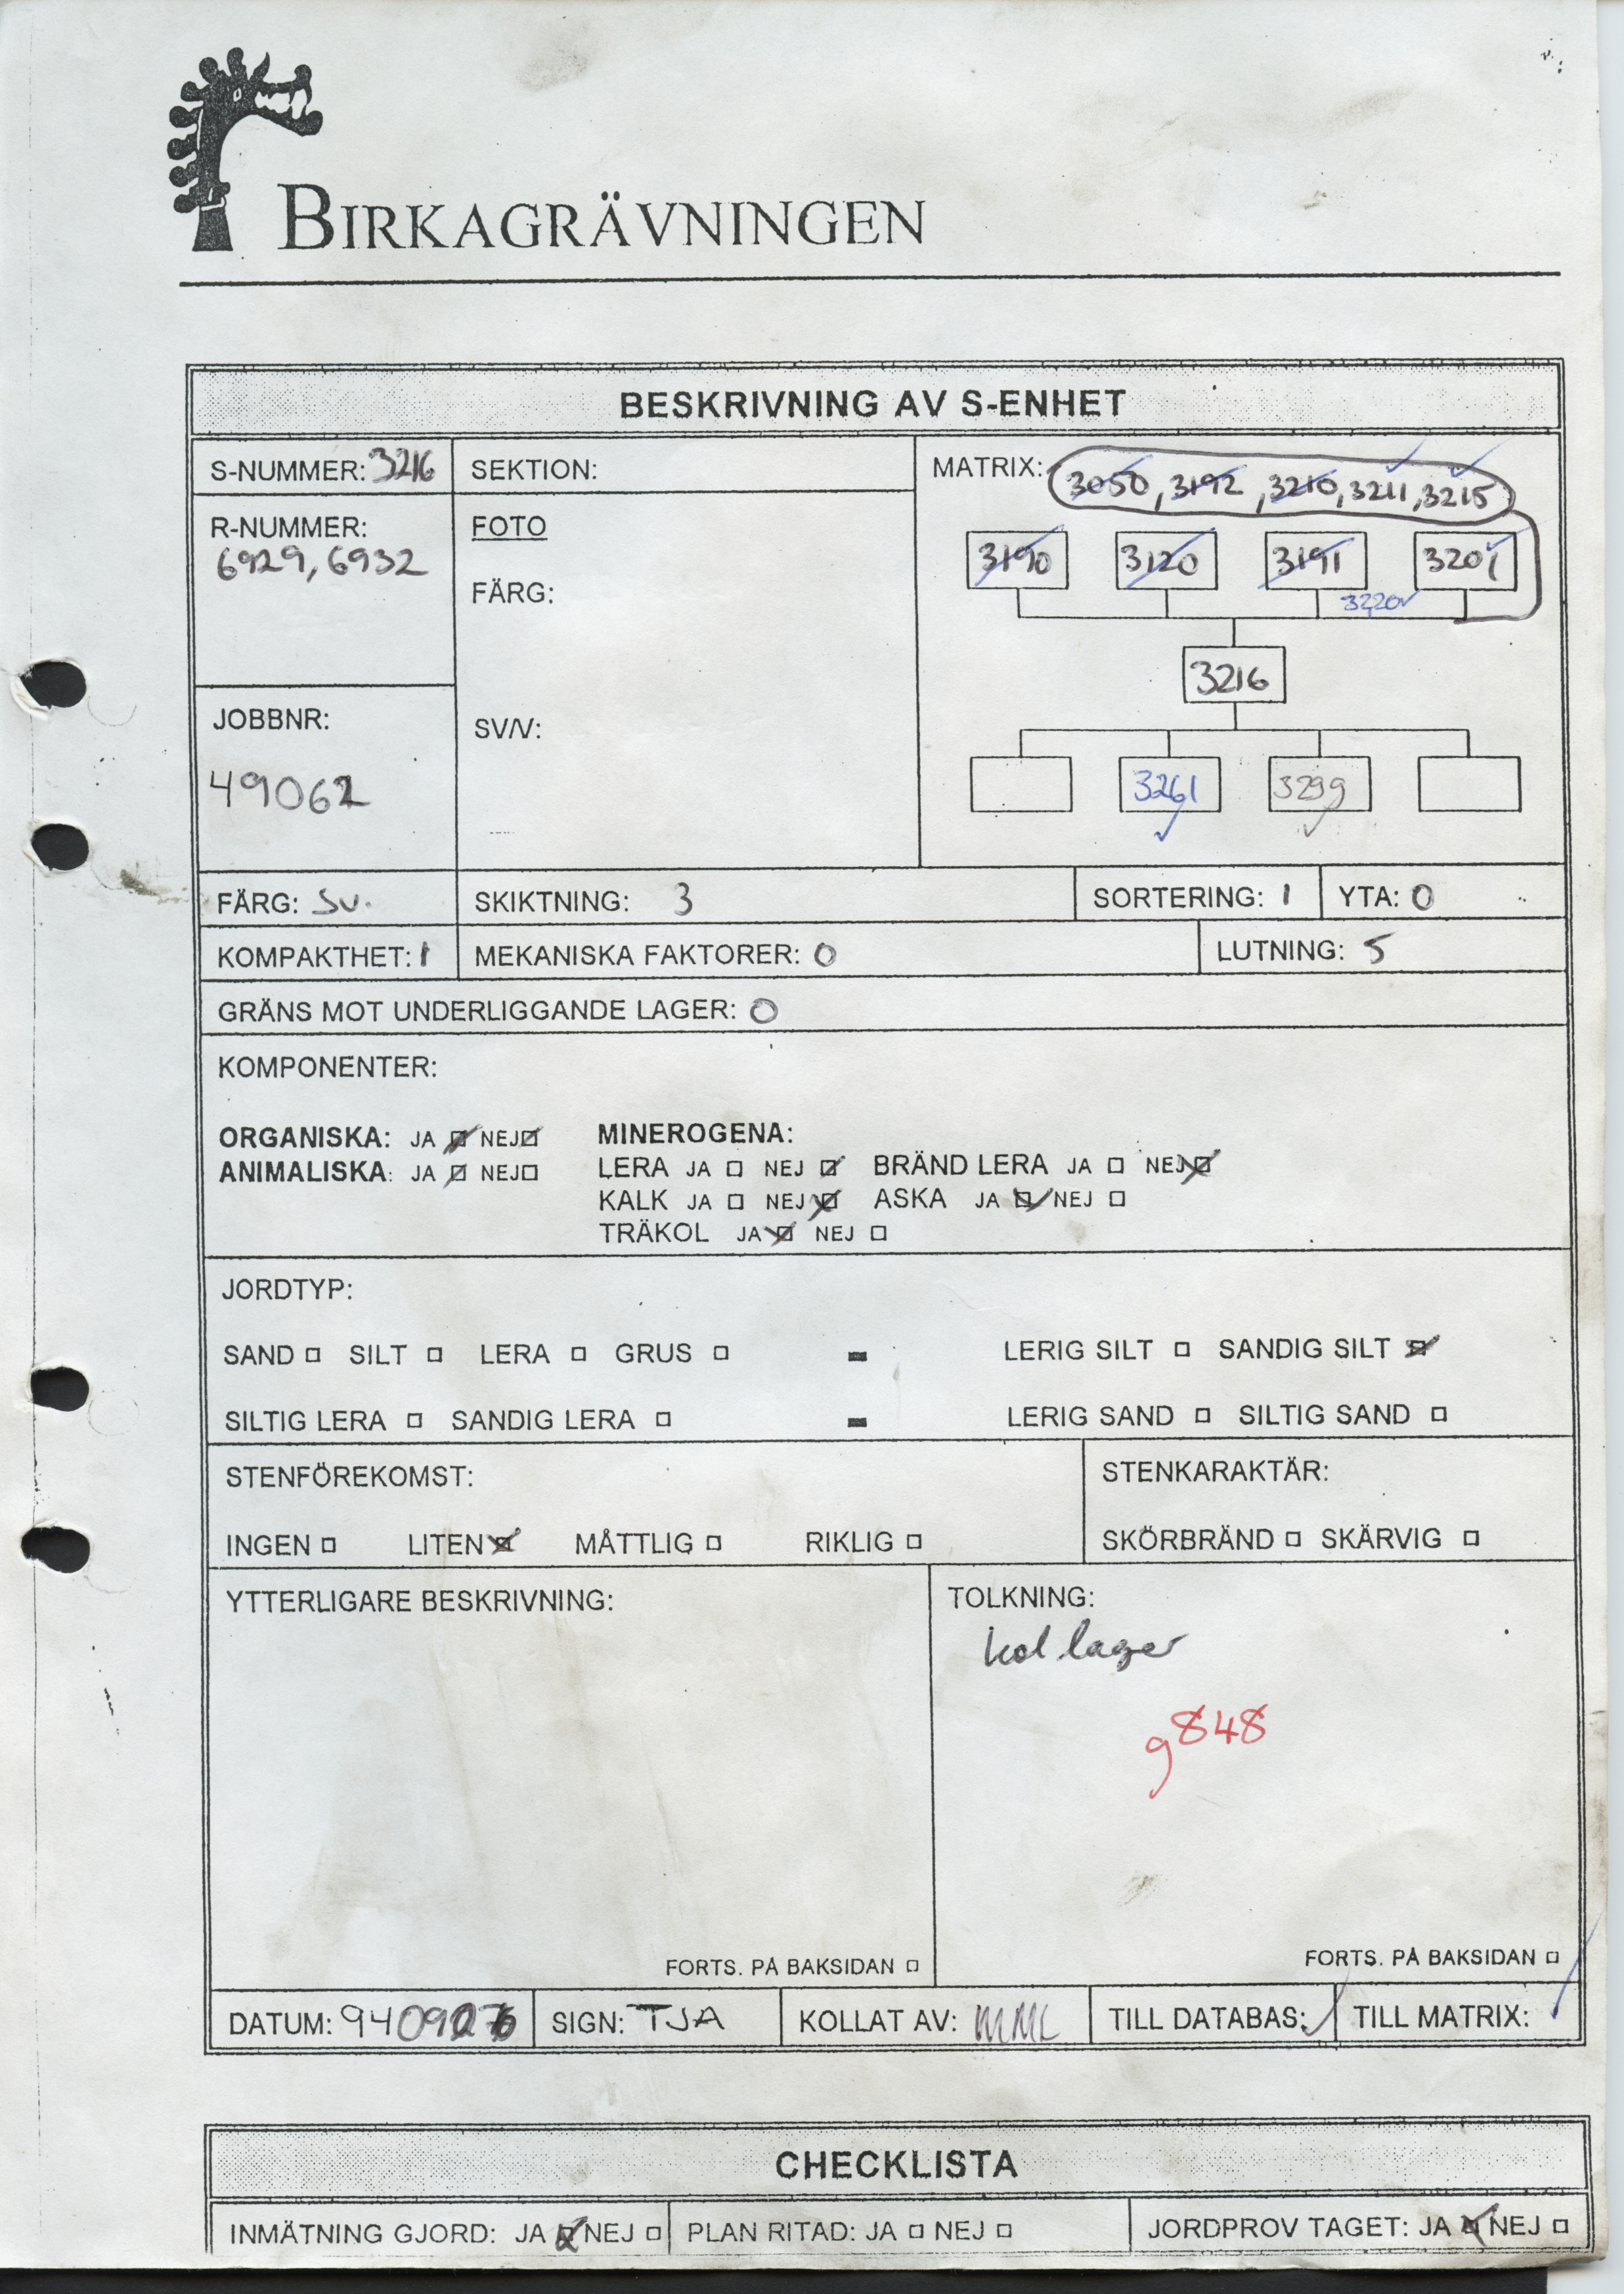 BIRKAGRÄVNINGEN
BESKRIVNING AV S-ENHET
S-NUMMER: 3216
SEKTION:
MATRIX: 3050, 3192, 3210, 3211, 3215
R-NUMMER:
6929, 6932
FOTO
FÄRG:
3190 3120 3191 3201
3220
3216
JOBBNR:
49062
SV/V:
3261 3299
FÄRG: Sv.
SKIKTNING: 3
SORTERING: 1
YTA: 0
KOMPAKTHET: 1
MEKANISKA FAKTORER: 0
LUTNING: 5
GRÄNS MOT UNDERLIGGANDE LAGER: 0
KOMPONENTER:
ORGANISKA: JA NEJ
MINEROGENA:
ANIMALISKA: JA NEJ
LERA JA NEJ BRÄND LERA JA NEJ
KALK JA NEJ ASKA JA NEJ
TRÄKOL JA NEJ
JORDTYP:
SAND SILT LERA GRUS - LERIG SILT SANDIG SILT
SILTIG LERA SANDIG LERA - LERIG SAND SILTIG SAND
STENFÖREKOMST:
STENKARAKTÄR:
INGEN LITEN MÅTTLIG RIKLIG
SKÖRBRÄND SKÄRVIG
YTTERLIGARE BESKRIVNING:
TOLKNING:
kol lager
g848
FORTS. PÅ BAKSIDAN
FORTS. PÅ BAKSIDAN
DATUM: 9409
SIGN: TJA
KOLLAT AV: MML
TILL DATABAS:
TILL MATRIX:
CHECKLISTA
INMÄTNING GJORD: JA NEJ
PLAN RITAD: JA NEJ
JORDPROV TAGET: JA NEJ